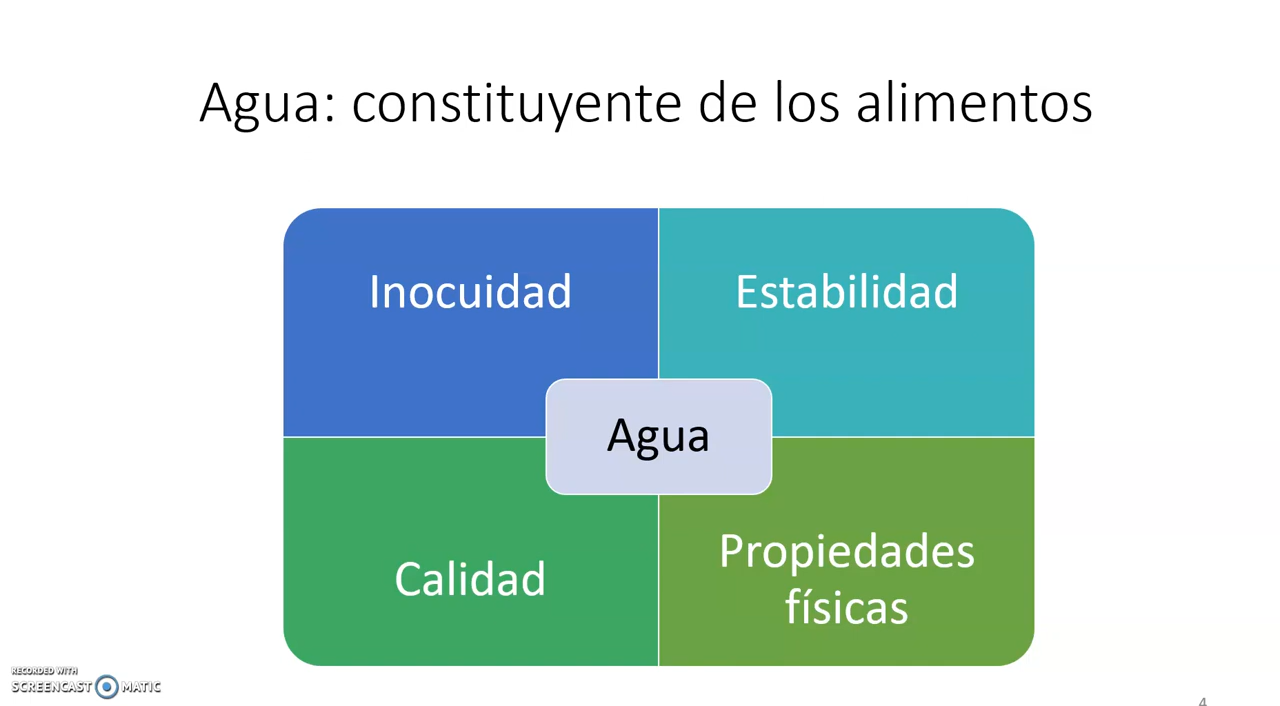 Agua: constituyente de los alimentos
Inocuidad
Estabilidad
Agua
Calidad
Propiedades
físicas
RECORDED WITH
SCREENCAST MATIC
4